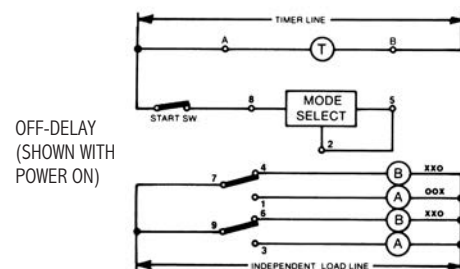 TIMER LINE
A
T
B
START SW
8
MODE
SELECT
5
2
OFF-DELAY
(SHOWN WITH
POWER ON)
7
4
B
XXO
1
A
OOX
9
6
B
XXO
3
A
INDEPENDENT LOAD LINE